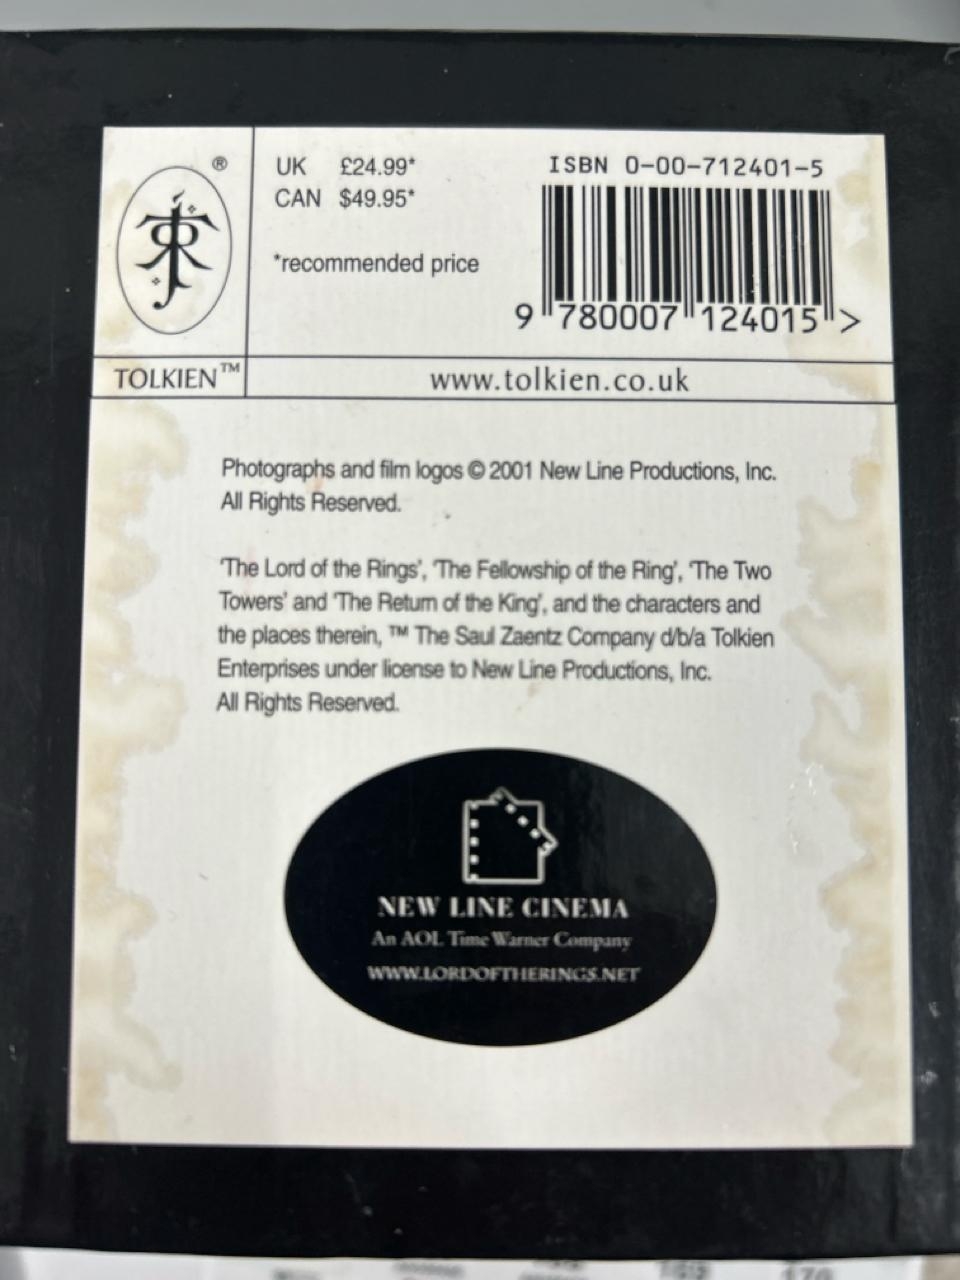 UK £24.99*
CAN $49.95*
*recommended price
ISBN 0-00-712401-5
9 780007 124015 >
®
TOLKIEN™
www.tolkien.co.uk
Photographs and film logos © 2001 New Line Productions, Inc.
All Rights Reserved.
'The Lord of the Rings', 'The Fellowship of the Ring', 'The Two
Towers' and 'The Return of the King', and the characters and
the places therein, ™ The Saul Zaentz Company d/b/a Tolkien
Enterprises under license to New Line Productions, Inc.
All Rights Reserved.
NEW LINE CINEMA
An AOL Time Warner Company
WWW.LORDOFTHERINGS.NET